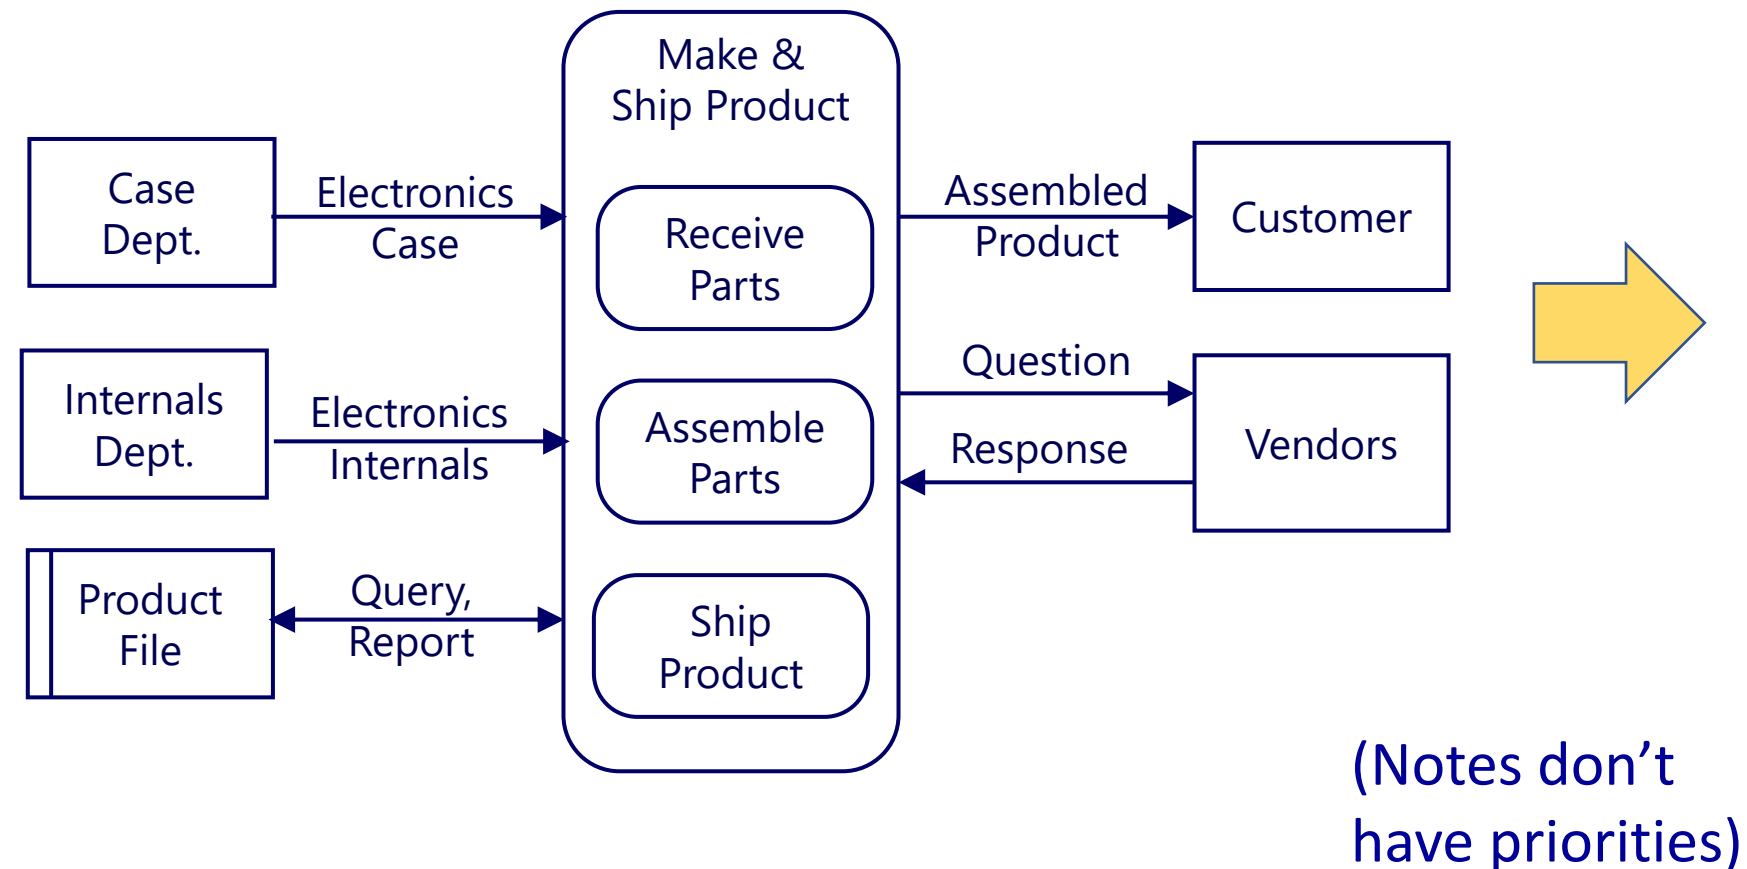 Make &
Ship Product
Case
Dept.
Electronics
Case
Receive
Parts
Assembled
Product
Customer
Internals
Dept.
Electronics
Internals
Assemble
Parts
Question
Response
Vendors
Product
File
Query,
Report
Ship
Product
(Notes don’t
have priorities)